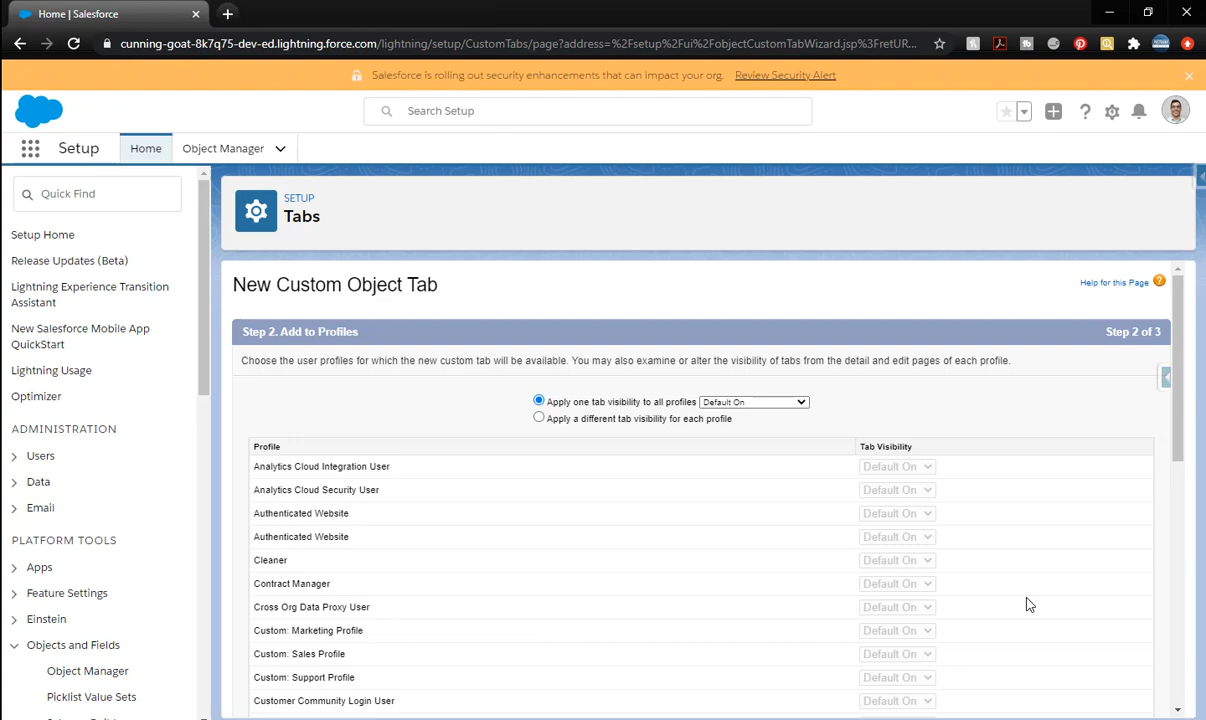 Home | Salesforce
cunning-goat-8k7q75-dev-ed.lightning.force.com/lightning/setup/CustomTabs/page?address=%2Fsetup%2Fui%2FobjectCustomTabWizard.jsp%3FretUR...
Salesforce is rolling out security enhancements that can impact your org. Review Security Alert
Search Setup
Setup
Home
Object Manager
Quick Find
Setup Home
Release Updates (Beta)
Lightning Experience Transition
Assistant
New Salesforce Mobile App
QuickStart
Lightning Usage
Optimizer
ADMINISTRATION
Users
Data
Email
PLATFORM TOOLS
Apps
Feature Settings
Einstein
Objects and Fields
Object Manager
Picklist Value Sets
SETUP
Tabs
New Custom Object Tab
Help for this Page ?
Step 2. Add to Profiles Step 2 of 3
Choose the user profiles for which the new custom tab will be available. You may also examine or alter the visibility of tabs from the detail and edit pages of each profile.
Apply one tab visibility to all profiles Default On
Apply a different tab visibility for each profile
Profile Tab Visibility
Analytics Cloud Integration User Default On
Analytics Cloud Security User Default On
Authenticated Website Default On
Authenticated Website Default On
Cleaner Default On
Contract Manager Default On
Cross Org Data Proxy User Default On
Custom: Marketing Profile Default On
Custom: Sales Profile Default On
Custom: Support Profile Default On
Customer Community Login User Default On